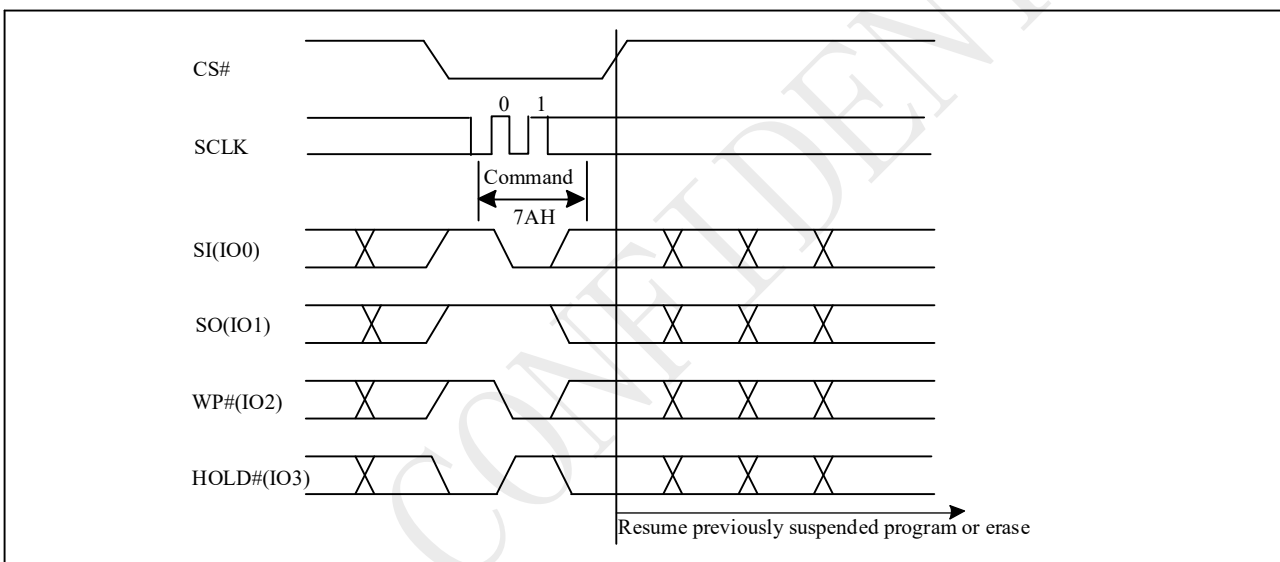 CS#
0 1
SCLK
Command
7AH
SI(IO0)
SO(IO1)
WP#(IO2)
HOLD#(IO3)
Resume previously suspended program or erase